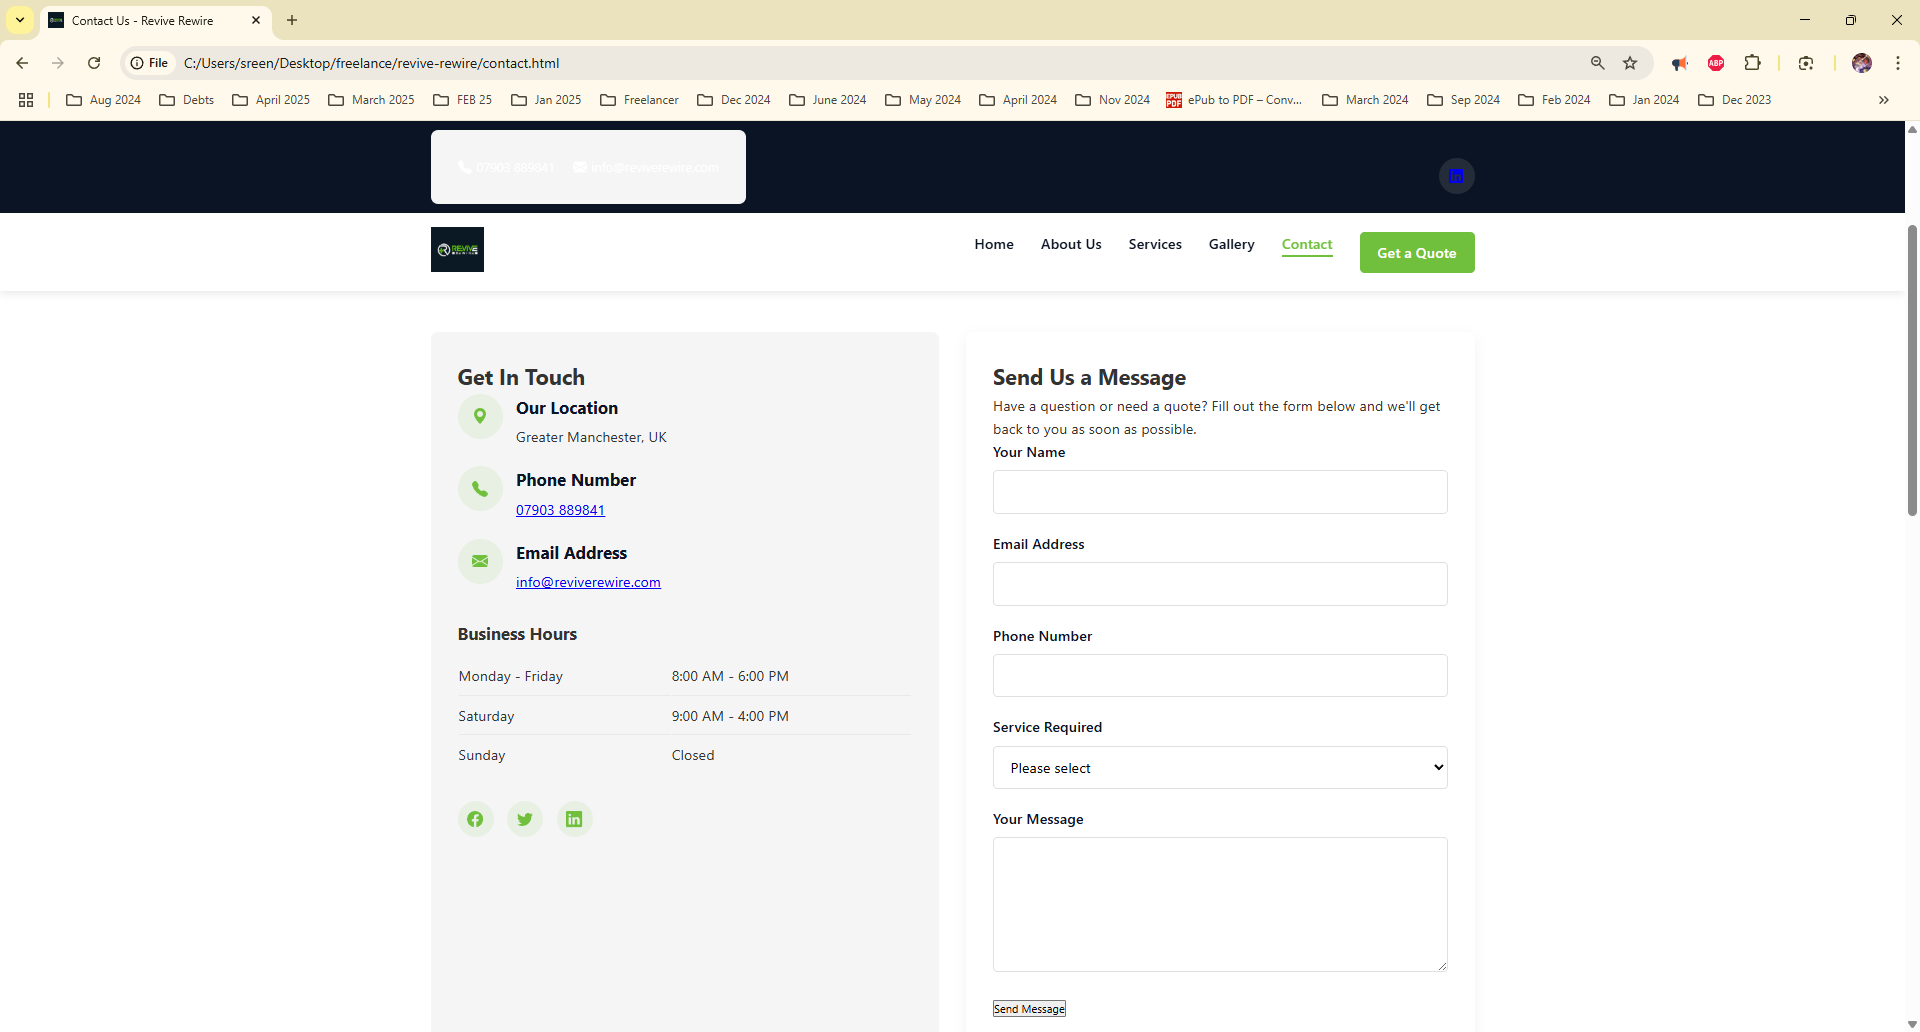 Contact Us - Revive Rewire
File
C:/Users/sreen/Desktop/freelance/revive-rewire/contact.html
ABP
Aug 2024
Debts
April 2025
March 2025
FEB 25
Jan 2025
Freelancer
Dec 2024
June 2024
May 2024
April 2024
Nov 2024
EPUB PDF
ePub to PDF – Conv...
March 2024
Sep 2024
Feb 2024
Jan 2024
Dec 2023
07903 889841
info@reviverewire.com
REVIVE
Home
About Us
Services
Gallery
Contact
Get a Quote
Get In Touch
Our Location
Greater Manchester, UK
Phone Number
07903 889841
Email Address
info@reviverewire.com
Business Hours
Monday - Friday 8:00 AM - 6:00 PM
Saturday 9:00 AM - 4:00 PM
Sunday Closed
Send Us a Message
Have a question or need a quote? Fill out the form below and we'll get
back to you as soon as possible.
Your Name
Email Address
Phone Number
Service Required
Please select
Your Message
Send Message